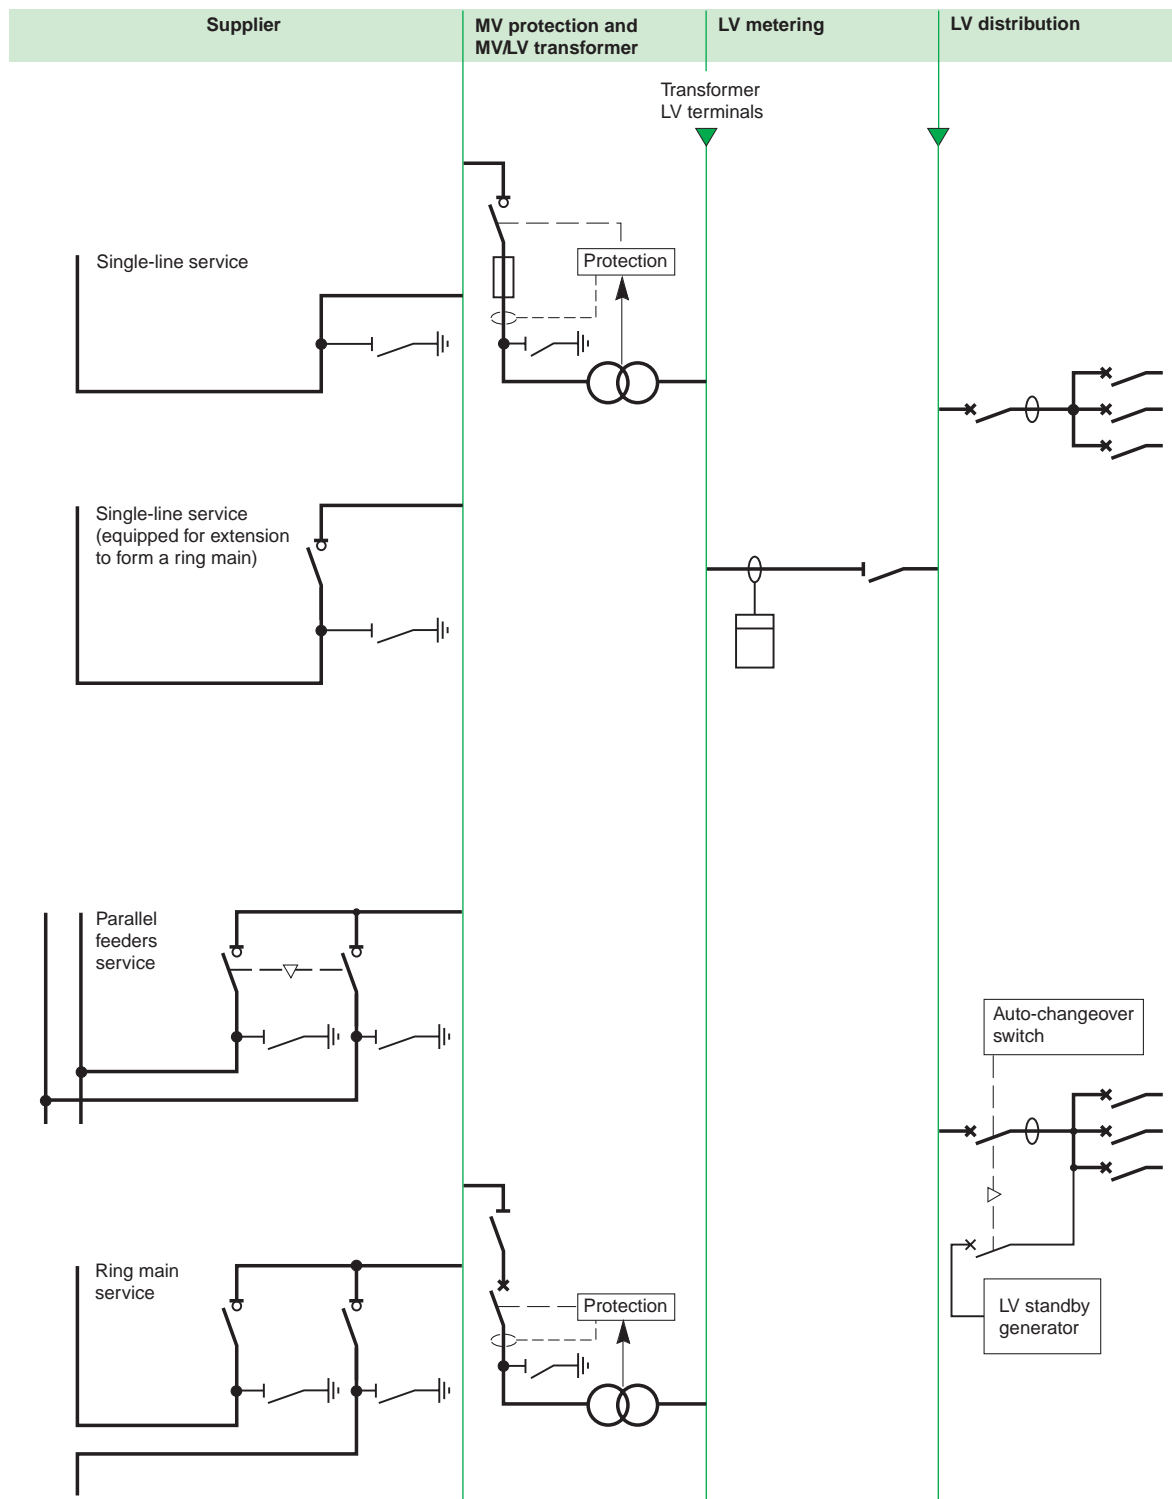 Supplier
MV protection and
MV/LV transformer
LV metering
LV distribution
Transformer
LV terminals
Single-line service
Protection
Single-line service
(equipped for extension
to form a ring main)
Parallel
feeders
service
Auto-changeover
switch
Ring main
service
Protection
LV standby
generator